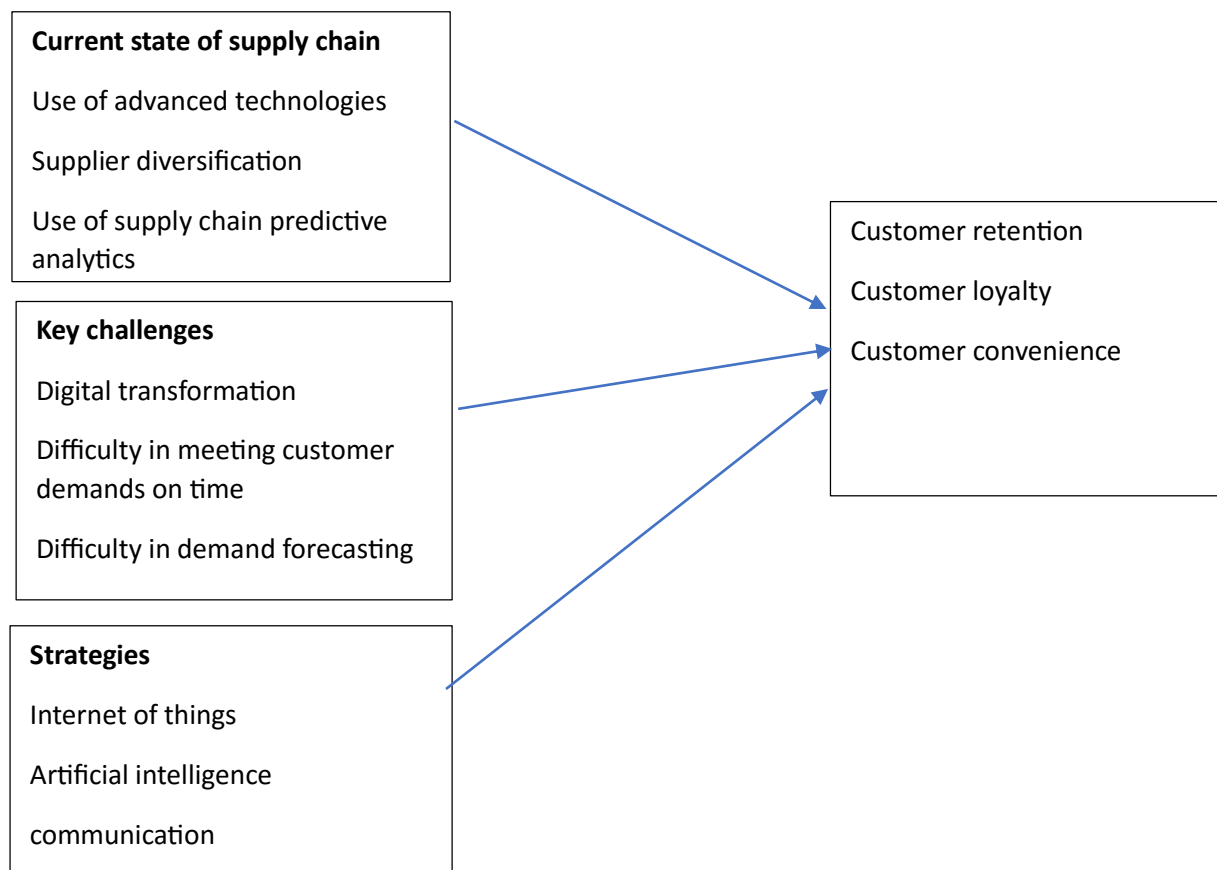 Current state of supply chain
Use of advanced technologies
Supplier diversification
Use of supply chain predictive
analytics
Key challenges
Digital transformation
Difficulty in meeting customer
demands on time
Difficulty in demand forecasting
Strategies
Internet of things
Artificial intelligence
communication
Customer retention
Customer loyalty
Customer convenience